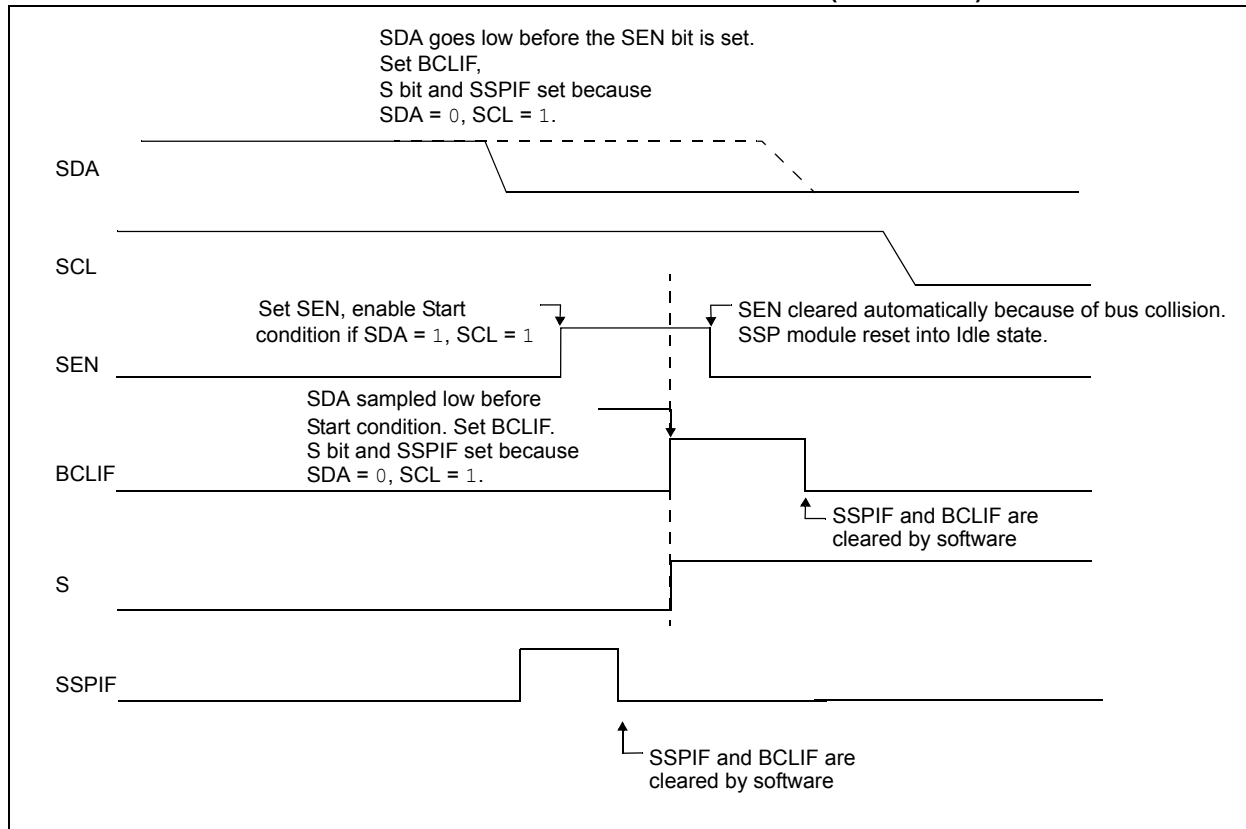 SDA goes low before the SEN bit is set.
Set BCLIF,
S bit and SSPIF set because
SDA = 0, SCL = 1.
SDA
SCL
Set SEN, enable Start
condition if SDA = 1, SCL = 1
SEN cleared automatically because of bus collision.
SSP module reset into Idle state.
SEN
SDA sampled low before
Start condition. Set BCLIF.
S bit and SSPIF set because
SDA = 0, SCL = 1.
BCLIF
SSPIF and BCLIF are
cleared by software
S
SSPIF
SSPIF and BCLIF are
cleared by software